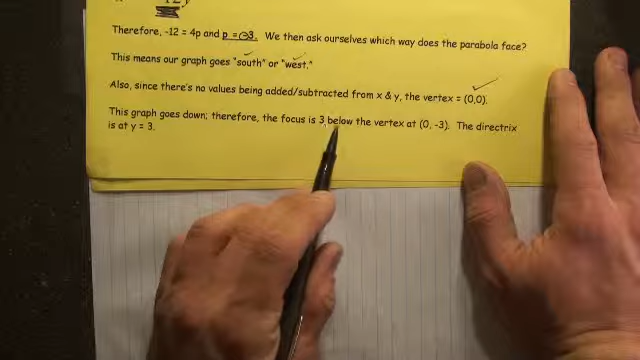 12y
Therefore, -12 = 4p and p = -3. We then ask ourselves which way does the parabola face?
This means our graph goes "south" or "west."
Also, since there's no values being added/subtracted from x & y, the vertex = (0,0).
This graph goes down; therefore, the focus is 3 below the vertex at (0, -3). The directrix
is at y = 3.